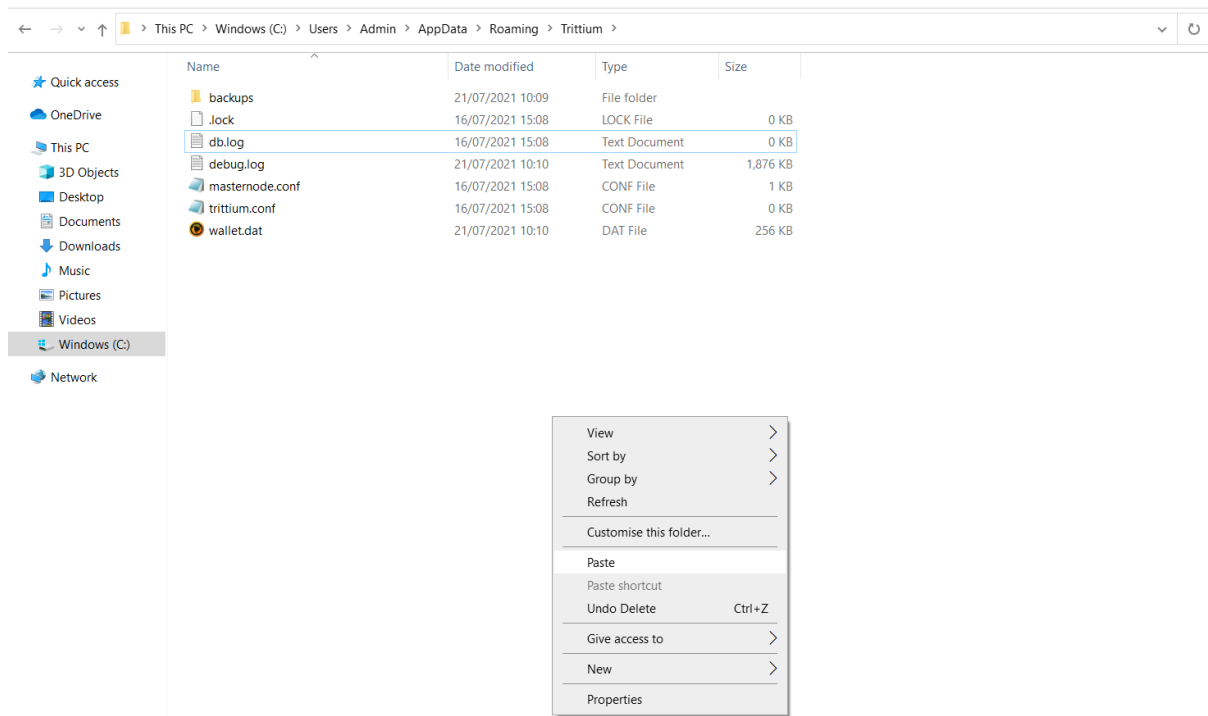 This PC > Windows (C:) > Users > Admin > AppData > Roaming > Trittium >
Name Date modified Type Size
Quick access
OneDrive
This PC
3D Objects
Desktop
Documents
Downloads
Music
Pictures
Videos
Windows (C:)
Network
backups 21/07/2021 10:09 File folder
.lock 16/07/2021 15:08 LOCK File 0 KB
db.log 16/07/2021 15:08 Text Document 0 KB
debug.log 21/07/2021 10:10 Text Document 1,876 KB
masternode.conf 16/07/2021 15:08 CONF File 1 KB
trittium.conf 16/07/2021 15:08 CONF File 0 KB
wallet.dat 21/07/2021 10:10 DAT File 256 KB
View
Sort by
Group by
Refresh
Customise this folder...
Paste
Paste shortcut
Undo Delete Ctrl+Z
Give access to
New
Properties